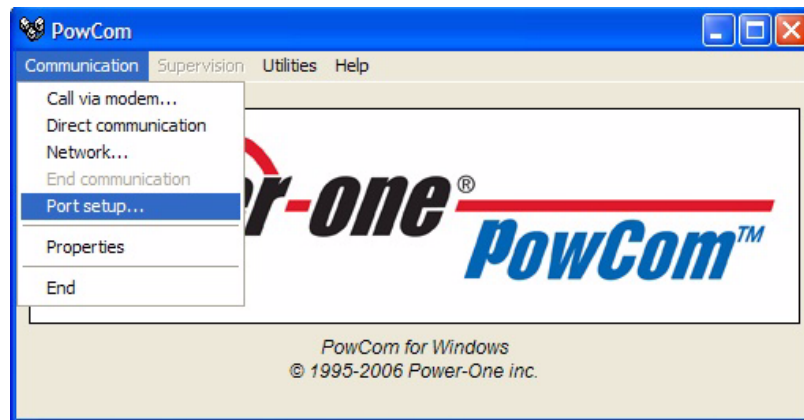 PowCom
Communication Supervision Utilities Help
Call via modem...
Direct communication
Network...
End communication
Port setup...
Properties
End
r-one®
PowCom™
PowCom for Windows
© 1995-2006 Power-One inc.